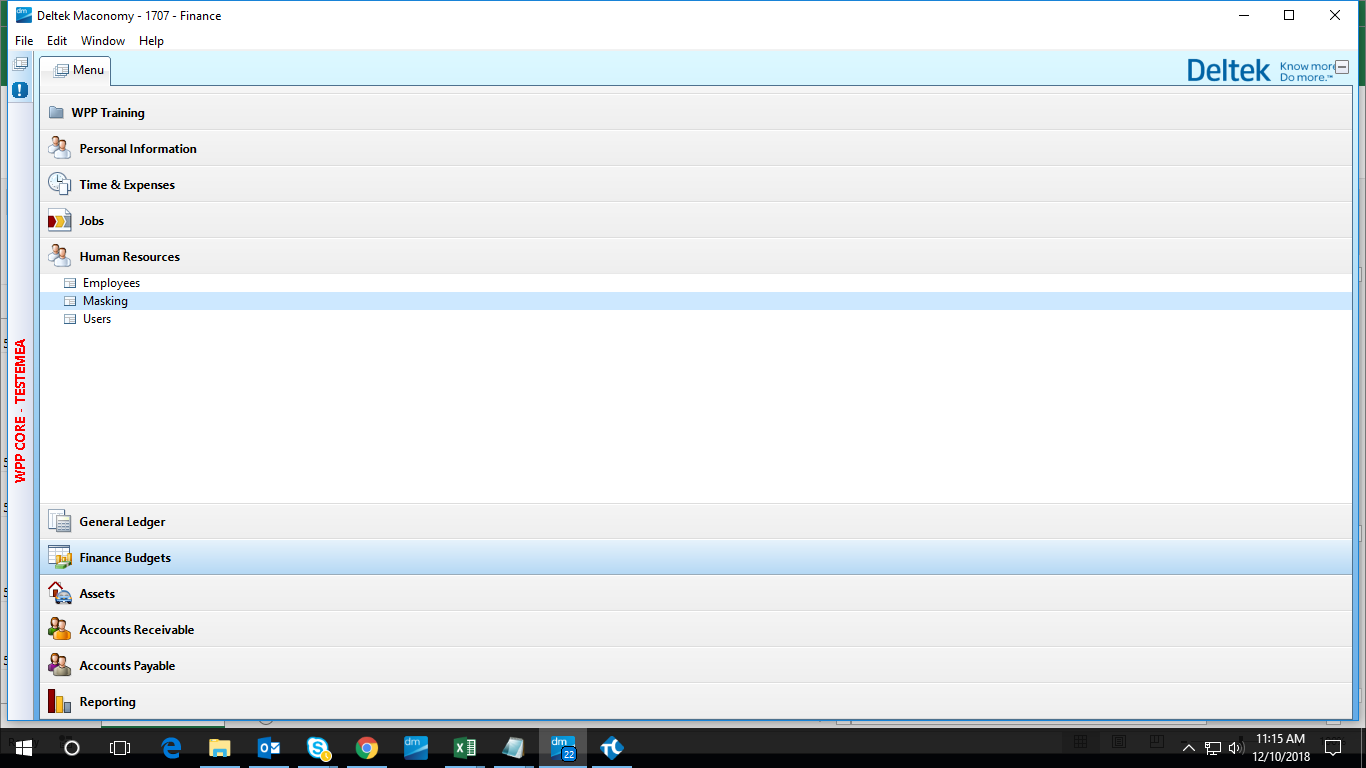 Deltek Maconomy - 1707 - Finance
File Edit Window Help
Menu
Deltek Know more Do more.™
WPP Training
Personal Information
Time & Expenses
Jobs
Human Resources
Employees
Masking
Users
WPP CORE - TESTEMEA
General Ledger
Finance Budgets
Assets
Accounts Receivable
Accounts Payable
Reporting
dm 22
11:15 AM
12/10/2018